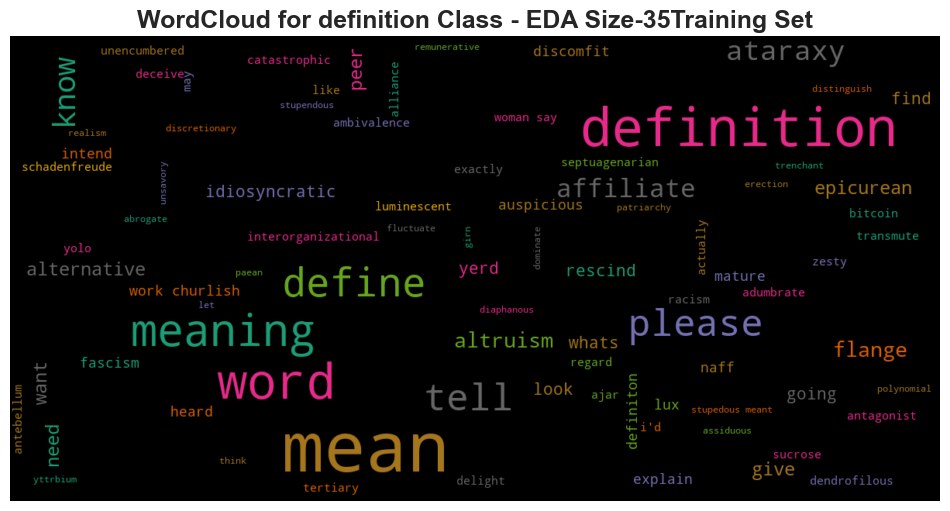 WordCloud for definition Class - EDA Size-35Training Set
unencumbered
remunerative
catastrophic
peer
discomfit
ataraxy
know
deceive
may
alliance
like
distinguish
find
stupendous
definition
realism
discretionary
ambivalence
woman say
intend
schadenfreude
unsavory
exactly
septuagenarian
trenchant
idiosyncratic
affiliate
erection
epicurean
luminescent
auspicious
patriarchy
bitcoin
abrogate
fluctuate
interorganizational
girn
dominate
actually
transmute
yolo
alternative
paean
yerd
rescind
mature
zesty
define
work churlish
let
racism
adumbrate
diaphanous
meaning
please
altruism
whats
flange
fascism
regard
naff
want
word
tell
look
ajar
going
polynomial
antebellum
heard
definiton
lux
stupedous meant
antagonist
i'd
assiduous
need
mean
think
sucrose
give
yttrbium
tertiary
delight
explain
dendrofilous